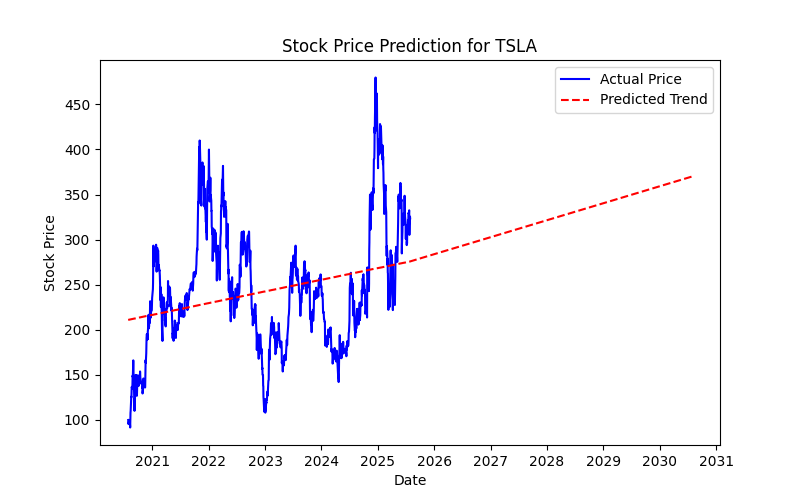 Stock Price Prediction for TSLA
Actual Price
Predicted Trend
450
400
350
300
250
200
150
100
Stock Price
2021 2022 2023 2024 2025 2026 2027 2028 2029 2030 2031
Date